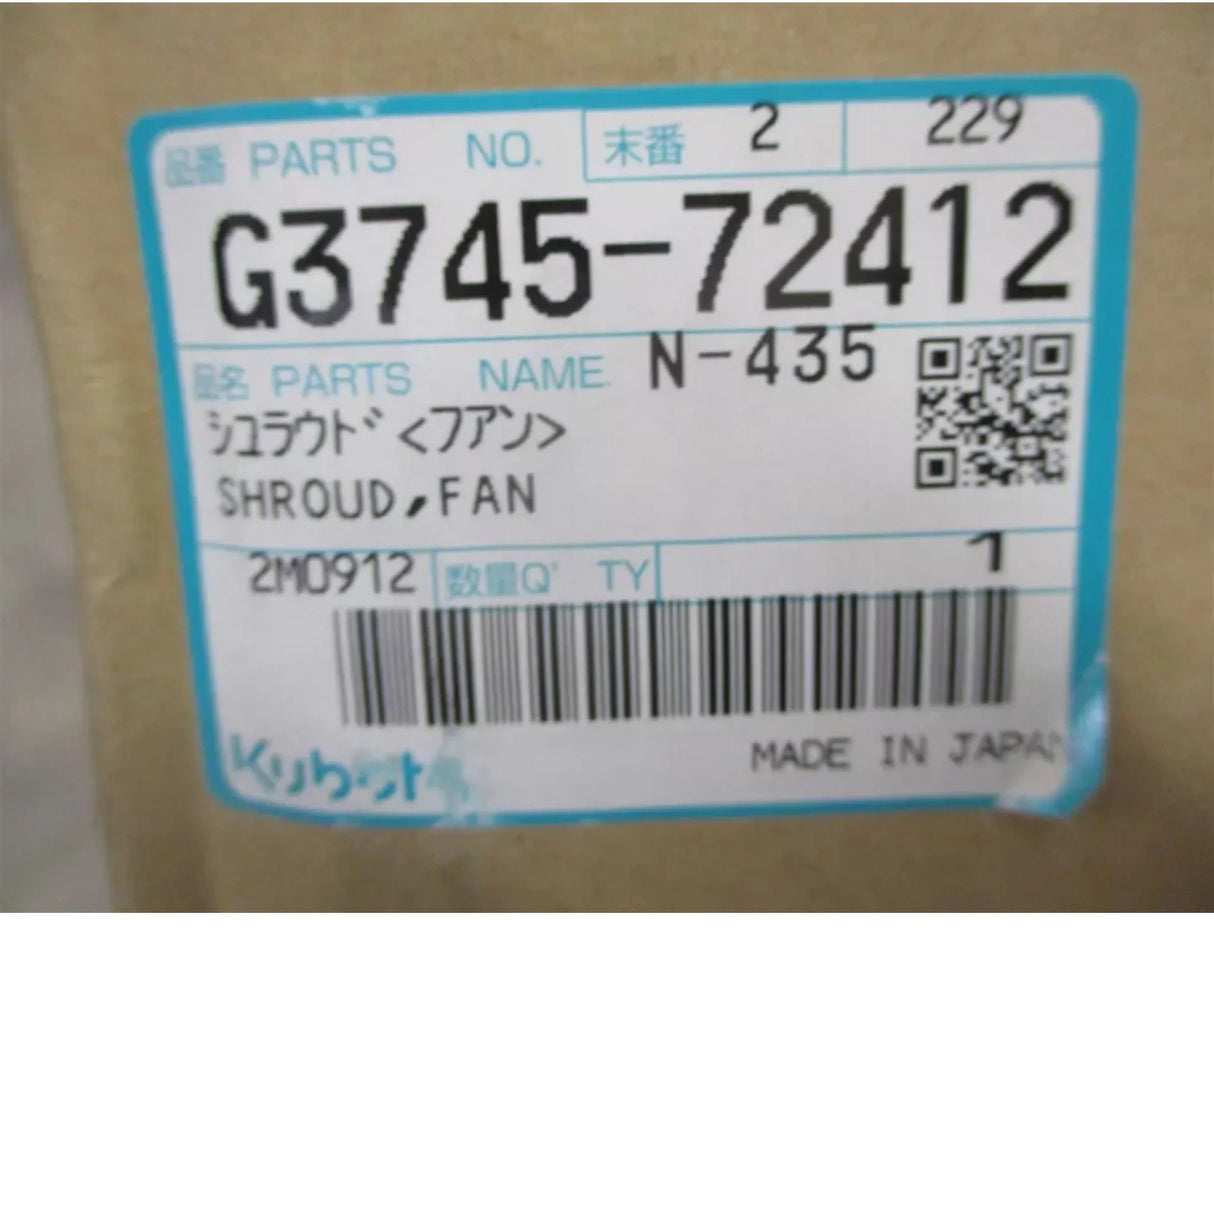 品番 PARTS NO. 末番 2 229
G3745-72412
品名 PARTS NAME N-435
シュラウド<フアン>
SHROUD,FAN
2M0912 数量Q'TY 1
Kubota MADE IN JAPAN